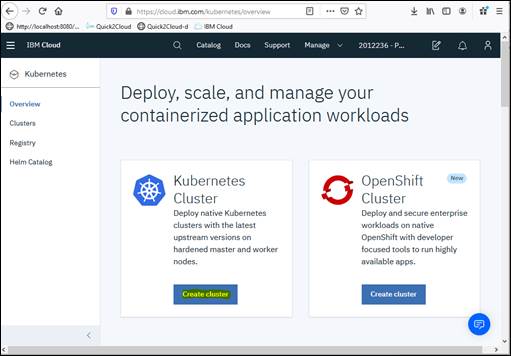 https://cloud.ibm.com/kubernetes/overview
http://localhost:8080/...
Quick2Cloud
Quick2Cloud-d
IBM Cloud
IBM Cloud
Catalog
Docs
Support
Manage
2012236 - P...
Kubernetes
Overview
Clusters
Registry
Helm Catalog
Deploy, scale, and manage your
containerized application workloads
Kubernetes
Cluster
Deploy native Kubernetes
clusters with the latest
upstream versions on
hardened master and worker
nodes.
Create cluster
OpenShift
Cluster
New
Deploy and secure enterprise
workloads on native
OpenShift with developer
focused tools to run highly
available apps.
Create cluster